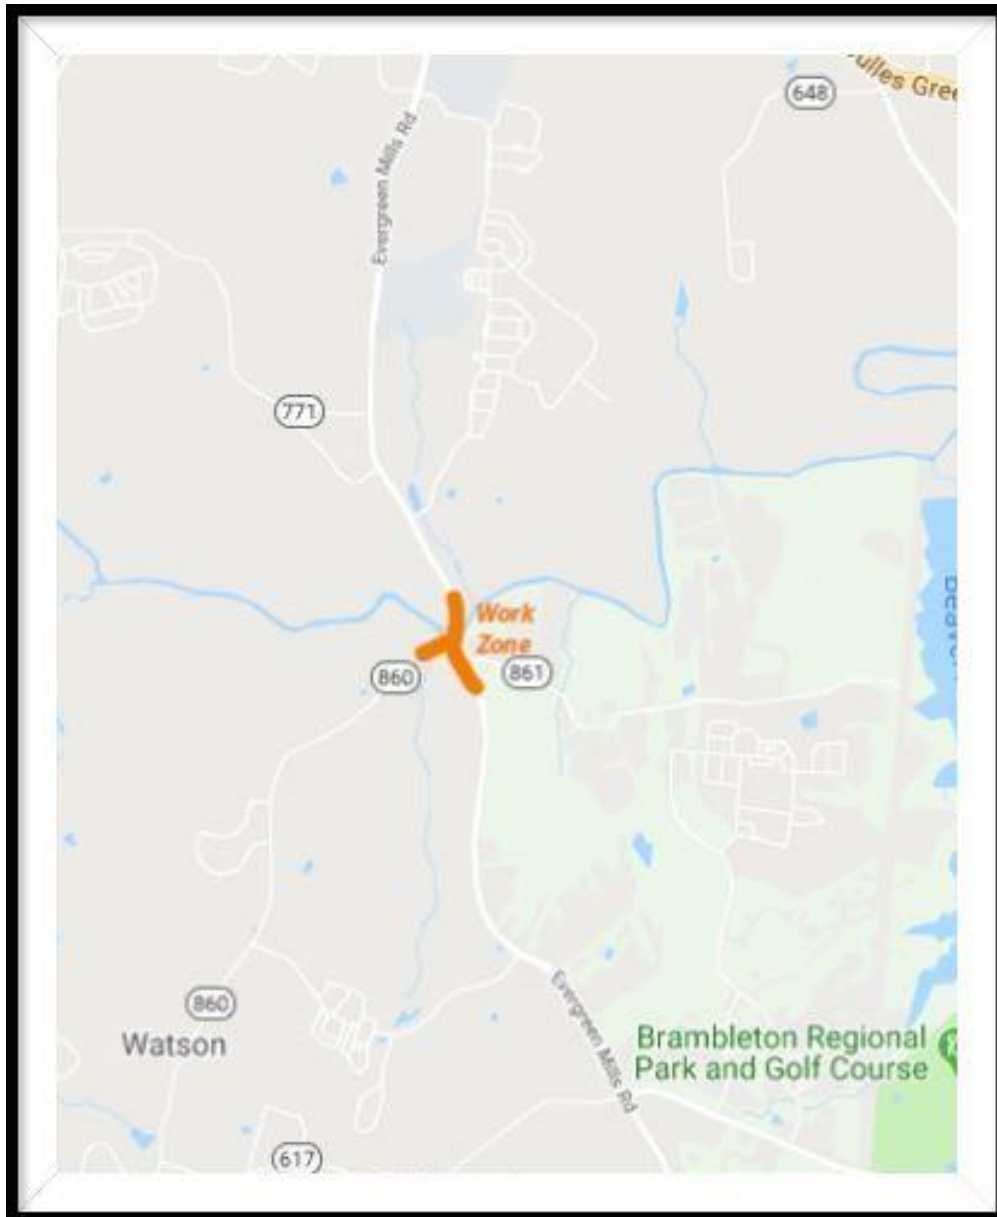 648
Gree
Evergreen Mills Rd
771
Work
Zone
860
861
860
Watson
Evergreen Mills Rd
Brambleton Regional
Park and Golf Course
617